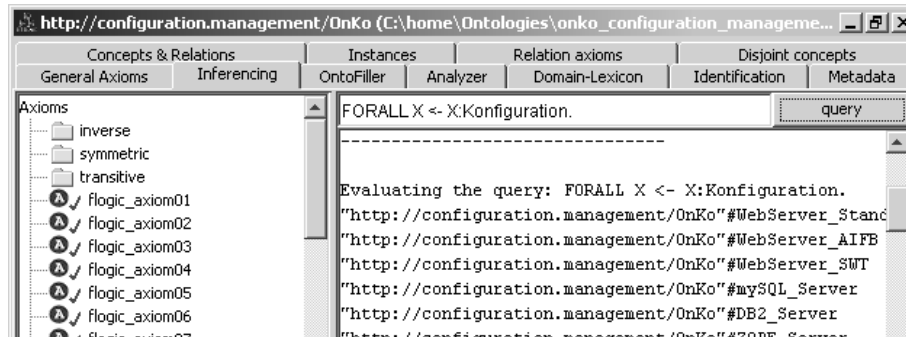 http://configuration.management/OnKo (C:\home\Ontologies\onko_configuration_manageme...
Concepts & Relations Instances Relation axioms Disjoint concepts
General Axioms Inferencing OntoFiller Analyzer Domain-Lexicon Identification Metadata
Axioms
inverse
symmetric
transitive
flogic_axiom01
flogic_axiom02
flogic_axiom03
flogic_axiom04
flogic_axiom05
flogic_axiom06
FORALL X <- X:Konfiguration. query
--------------------------------
Evaluating the query: FORALL X <- X:Konfiguration.
"http://configuration.management/OnKo"#WebServer_Stand
"http://configuration.management/OnKo"#WebServer_AIFB
"http://configuration.management/OnKo"#WebServer_SWT
"http://configuration.management/OnKo"#mySQL_Server
"http://configuration.management/OnKo"#DB2_Server